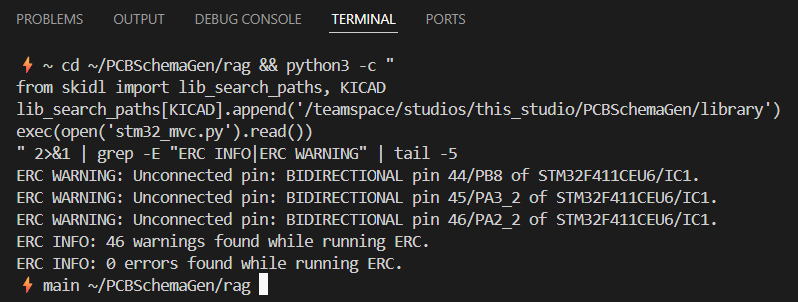 PROBLEMS OUTPUT DEBUG CONSOLE TERMINAL PORTS
~ cd ~/PCBSchemaGen/rag && python3 -c "
from skidl import lib_search_paths, KICAD
lib_search_paths[KICAD].append('/teamspace/studios/this_studio/PCBSchemaGen/library')
exec(open('stm32_mvc.py').read())
" 2>&1 | grep -E "ERC INFO|ERC WARNING" | tail -5
ERC WARNING: Unconnected pin: BIDIRECTIONAL pin 44/PB8 of STM32F411CEU6/IC1.
ERC WARNING: Unconnected pin: BIDIRECTIONAL pin 45/PA3_2 of STM32F411CEU6/IC1.
ERC WARNING: Unconnected pin: BIDIRECTIONAL pin 46/PA2_2 of STM32F411CEU6/IC1.
ERC INFO: 46 warnings found while running ERC.
ERC INFO: 0 errors found while running ERC.
main ~/PCBSchemaGen/rag